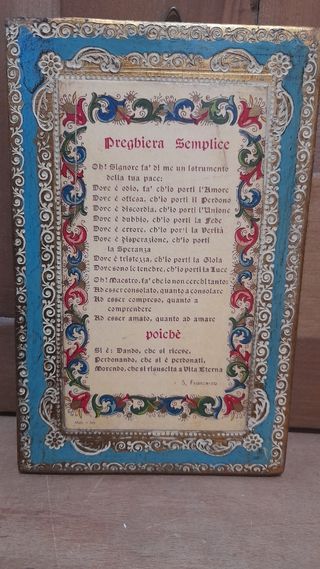 Preghiera Semplice
Oh! Signore fa' di me un Istrumento
della tua pace:
Dove è odio, fa' ch'io porti l'Amore
Dove è offesa, ch'io porti il Perdono
Dove è discordia, ch'io porti l'Unione
Dove è dubbio, ch'io porti la Fede
Dove è errore, ch'io porti la Verità
Dove è disperazione, ch'io porti
la Speranza
Dove è tristezza, ch'io porti la Gioia
Dove sono le tenebre, ch'io porti la Luce
Oh! Maestro, fa' che io non cerchi tanto:
Ad esser consolato, quanto a consolare
Ad esser compreso, quanto a
comprendere
Ad esser amato, quanto ad amare
poichè
Si è: Dando, che si riceve,
Perdonando, che si è perdonati,
Morendo, che si risuscita a Vita Eterna
S. Francesco